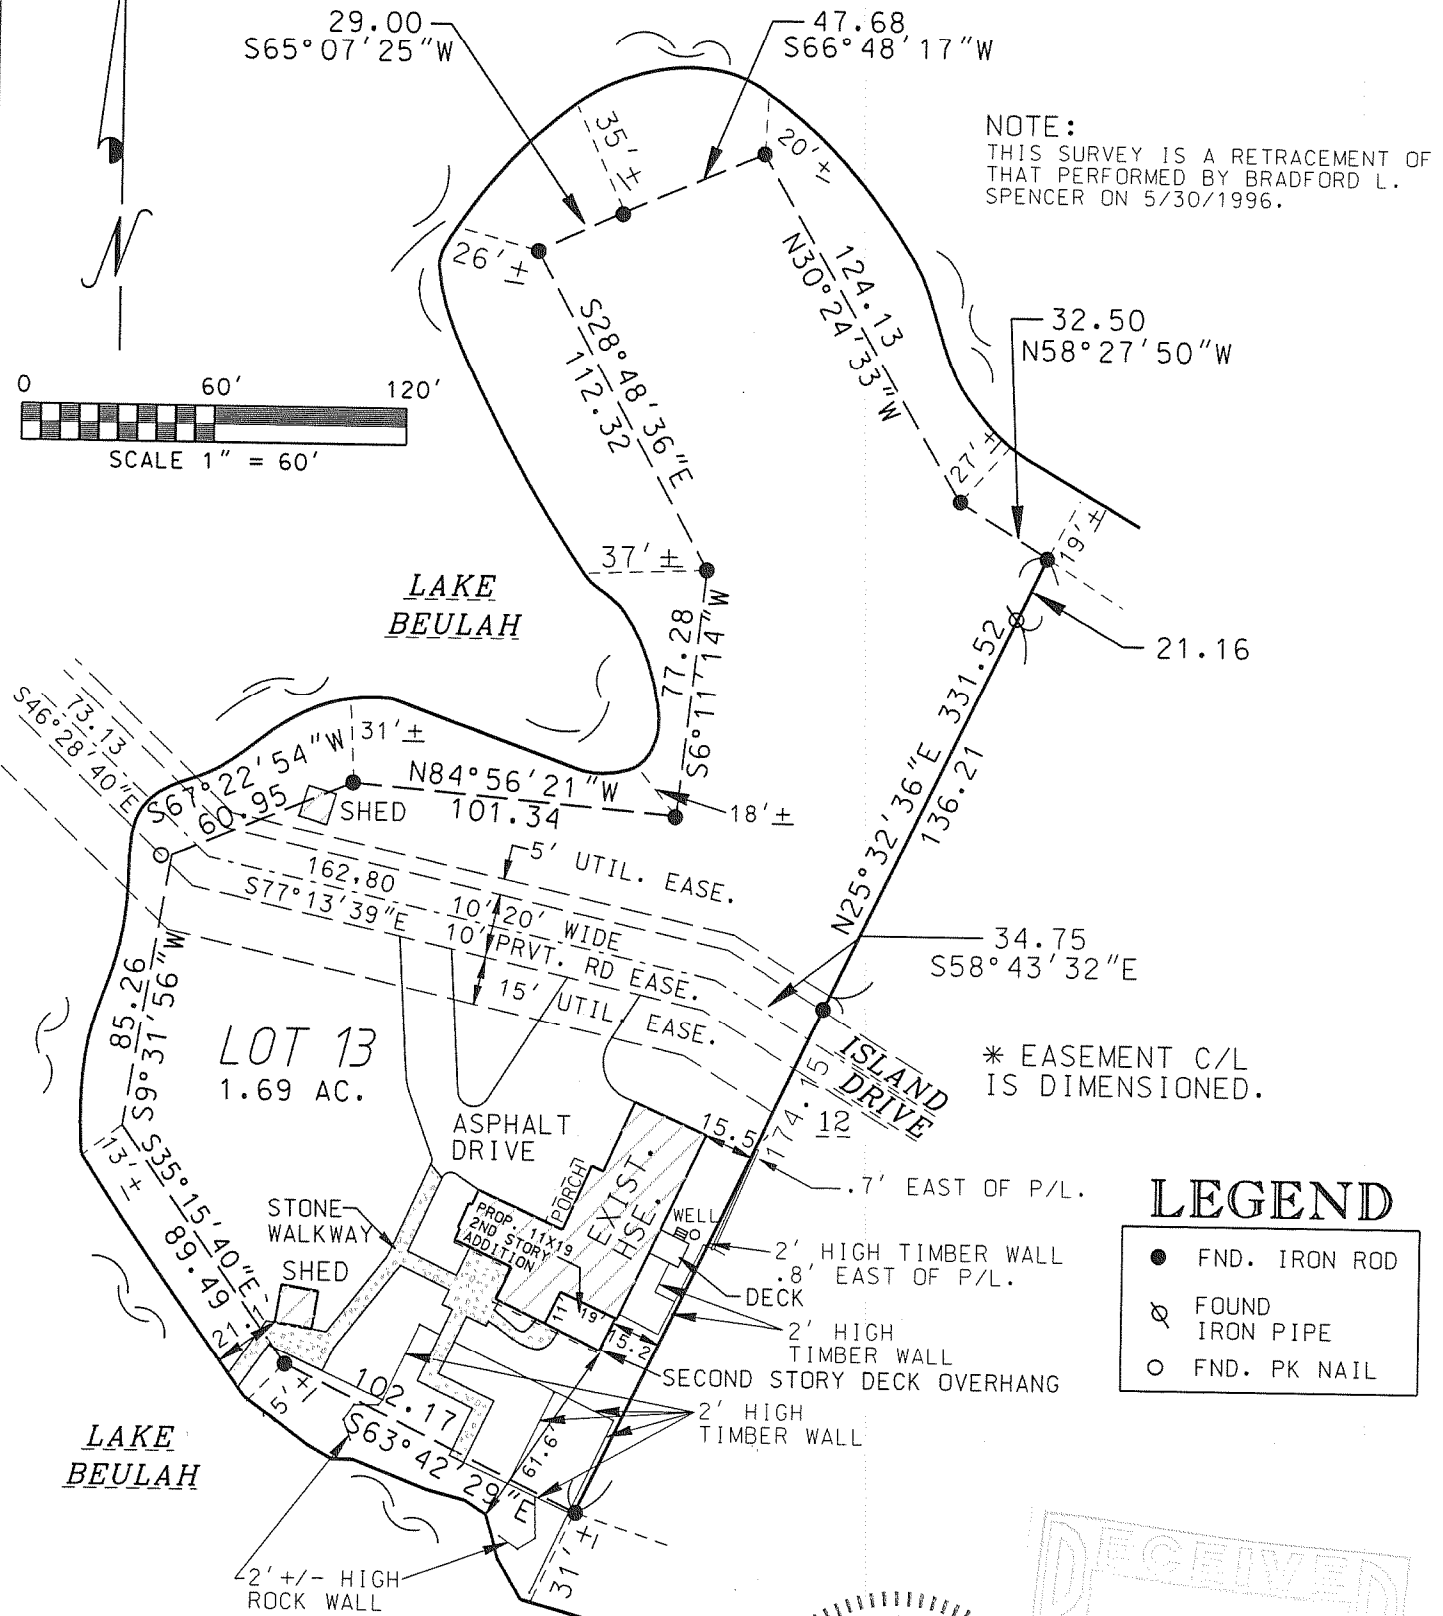 29.00
S65°07'25"W
47.68
S66°48'17"W
35'±
20'±
NOTE:
THIS SURVEY IS A RETRACEMENT OF
THAT PERFORMED BY BRADFORD L.
SPENCER ON 5/30/1996.
N
26'±
124.13
N30°24'33"W
S28°48'36"E
112.32
32.50
N58°27'50"W
0 60' 120'
SCALE 1" = 60'
27'±
19'±
37'±
LAKE
BEULAH
77.28
S6°11'14"W
21.16
N25°32'36"E 331.52
136.21
73.13
S46°28'40"E
S67°22'54"W
60.95
31'±
SHED
N84°56'21"W
101.34
18'±
5' UTIL. EASE.
162.80
S77°13'39"E
10' 20' WIDE
10' PRVT. RD EASE.
15' UTIL. EASE.
34.75
S58°43'32"E
85.26
S9°31'56"W
LOT 13
1.69 AC.
ISLAND
DRIVE
* EASEMENT C/L
IS DIMENSIONED.
174.15
12
15.5'
ASPHALT
DRIVE
13'±
S35°15'40"E
89.49
.7' EAST OF P/L.
PORCH
EXIST.
HSE.
WELL
STONE
WALKWAY
PROP. 11X19
2ND STORY
ADDITION
2' HIGH TIMBER WALL
.8' EAST OF P/L.
SHED
DECK
11'
19'
15.2'
2' HIGH
TIMBER WALL
SECOND STORY DECK OVERHANG
5'±
102.17
S63°42 29"E
2' HIGH
TIMBER WALL
61.6'
LAKE
BEULAH
2'+/- HIGH
ROCK WALL
31'±
LEGEND
FND. IRON ROD
FOUND
IRON PIPE
FND. PK NAIL
RECEIVED